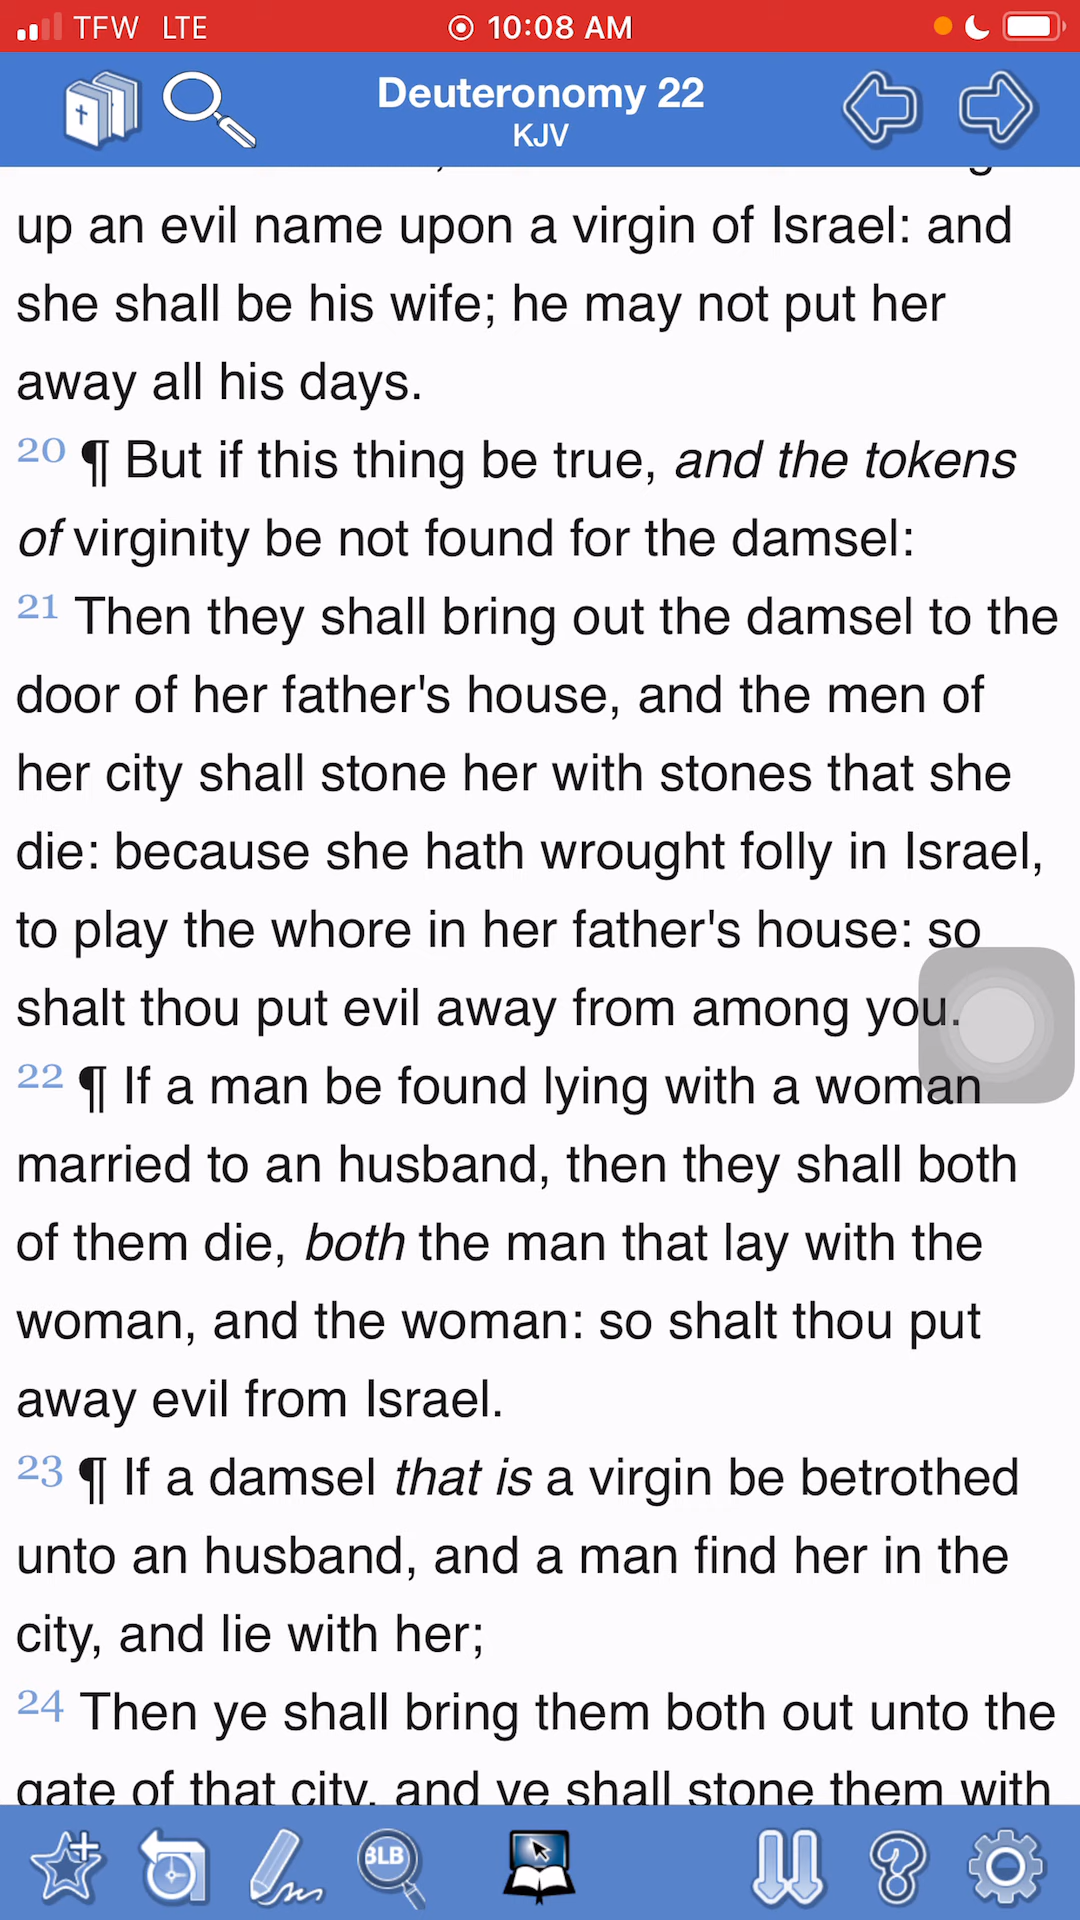 TFW LTE 10:08 AM
Deuteronomy 22
KJV
up an evil name upon a virgin of Israel: and
she shall be his wife; he may not put her
away all his days.
20 ¶ But if this thing be true, and the tokens
of virginity be not found for the damsel:
21 Then they shall bring out the damsel to the
door of her father's house, and the men of
her city shall stone her with stones that she
die: because she hath wrought folly in Israel,
to play the whore in her father's house: so
shalt thou put evil away from among you.
22 ¶ If a man be found lying with a woman
married to an husband, then they shall both
of them die, both the man that lay with the
woman, and the woman: so shalt thou put
away evil from Israel.
23 ¶ If a damsel that is a virgin be betrothed
unto an husband, and a man find her in the
city, and lie with her;
24 Then ye shall bring them both out unto the
gate of that city, and ye shall stone them with
BLB